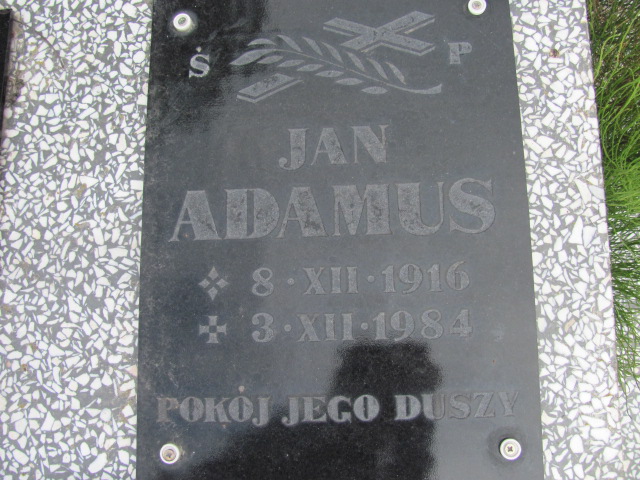 Ś P
JAN
ADAMUS
8·XII·1916
3·XII·1984
POKÓJ JEGO DUSZY